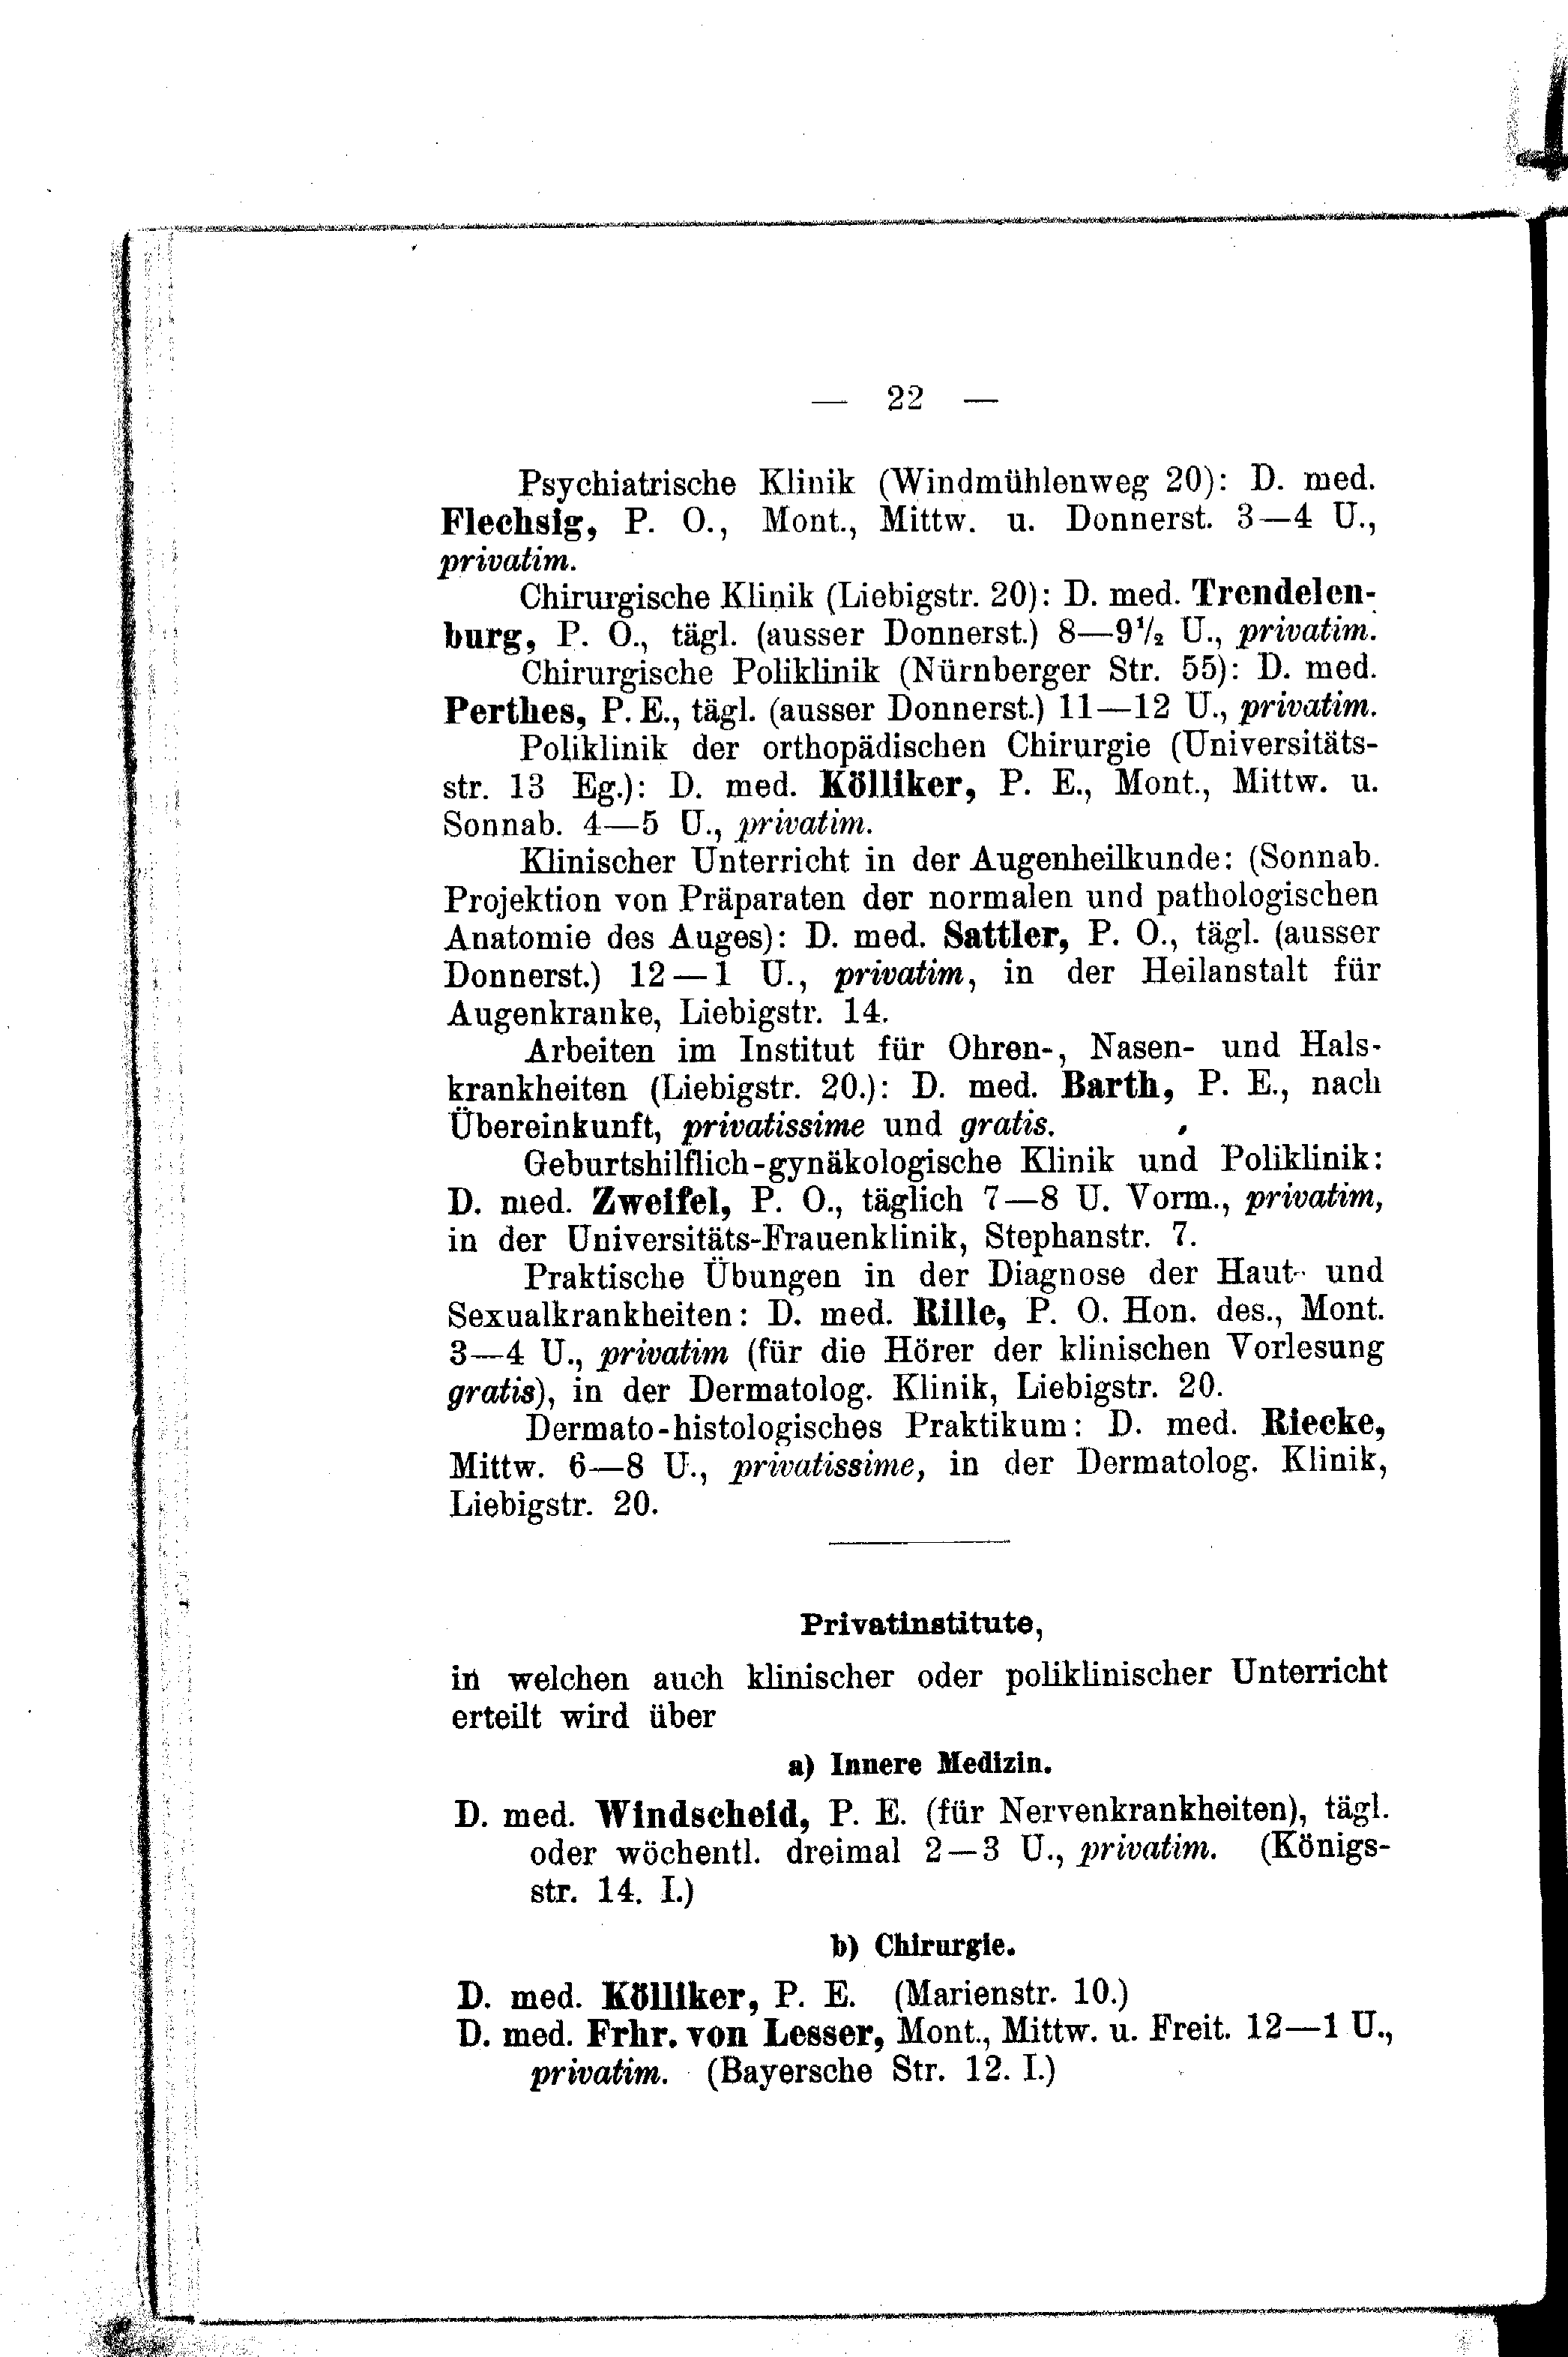 — 22 —
Psychiatrische Klinik (Windmühlenweg 20): D. med.
Flechsig, P. O., Mont., Mittw. u. Donnerst. 3—4 U.,
privatim.
Chirurgische Klinik (Liebigstr. 20): D. med. Trendelen-
burg, P. O., tägl. (ausser Donnerst.) 8—9½ U., privatim.
Chirurgische Poliklinik (Nürnberger Str. 55): D. med.
Perthes, P. E., tägl. (ausser Donnerst.) 11—12 U., privatim.
Poliklinik der orthopädischen Chirurgie (Universitäts-
str. 13 Eg.): D. med. Kölliker, P. E., Mont., Mittw. u.
Sonnab. 4—5 U., privatim.
Klinischer Unterricht in der Augenheilkunde: (Sonnab.
Projektion von Präparaten der normalen und pathologischen
Anatomie des Auges): D. med. Sattler, P. O., tägl. (ausser
Donnerst.) 12—1 U., privatim, in der Heilanstalt für
Augenkranke, Liebigstr. 14.
Arbeiten im Institut für Ohren-, Nasen- und Hals-
krankheiten (Liebigstr. 20.): D. med. Barth, P. E., nach
Übereinkunft, privatissime und gratis.
Geburtshilflich-gynäkologische Klinik und Poliklinik:
D. med. Zweifel, P. O., täglich 7—8 U. Vorm., privatim,
in der Universitäts-Frauenklinik, Stephanstr. 7.
Praktische Übungen in der Diagnose der Haut- und
Sexualkrankheiten: D. med. Rille, P. O. Hon. des., Mont.
3—4 U., privatim (für die Hörer der klinischen Vorlesung
gratis), in der Dermatolog. Klinik, Liebigstr. 20.
Dermato-histologisches Praktikum: D. med. Riecke,
Mittw. 6—8 U., privatissime, in der Dermatolog. Klinik,
Liebigstr. 20.
Privatinstitute,
in welchen auch klinischer oder poliklinischer Unterricht
erteilt wird über
a) Innere Medizin.
D. med. Windscheid, P. E. (für Nervenkrankheiten), tägl.
oder wöchentl. dreimal 2—3 U., privatim. (Königs-
str. 14. I.)
b) Chirurgie.
D. med. Kölliker, P. E. (Marienstr. 10.)
D. med. Frhr. von Lesser, Mont., Mittw. u. Freit. 12—1 U.,
privatim. (Bayersche Str. 12. I.)